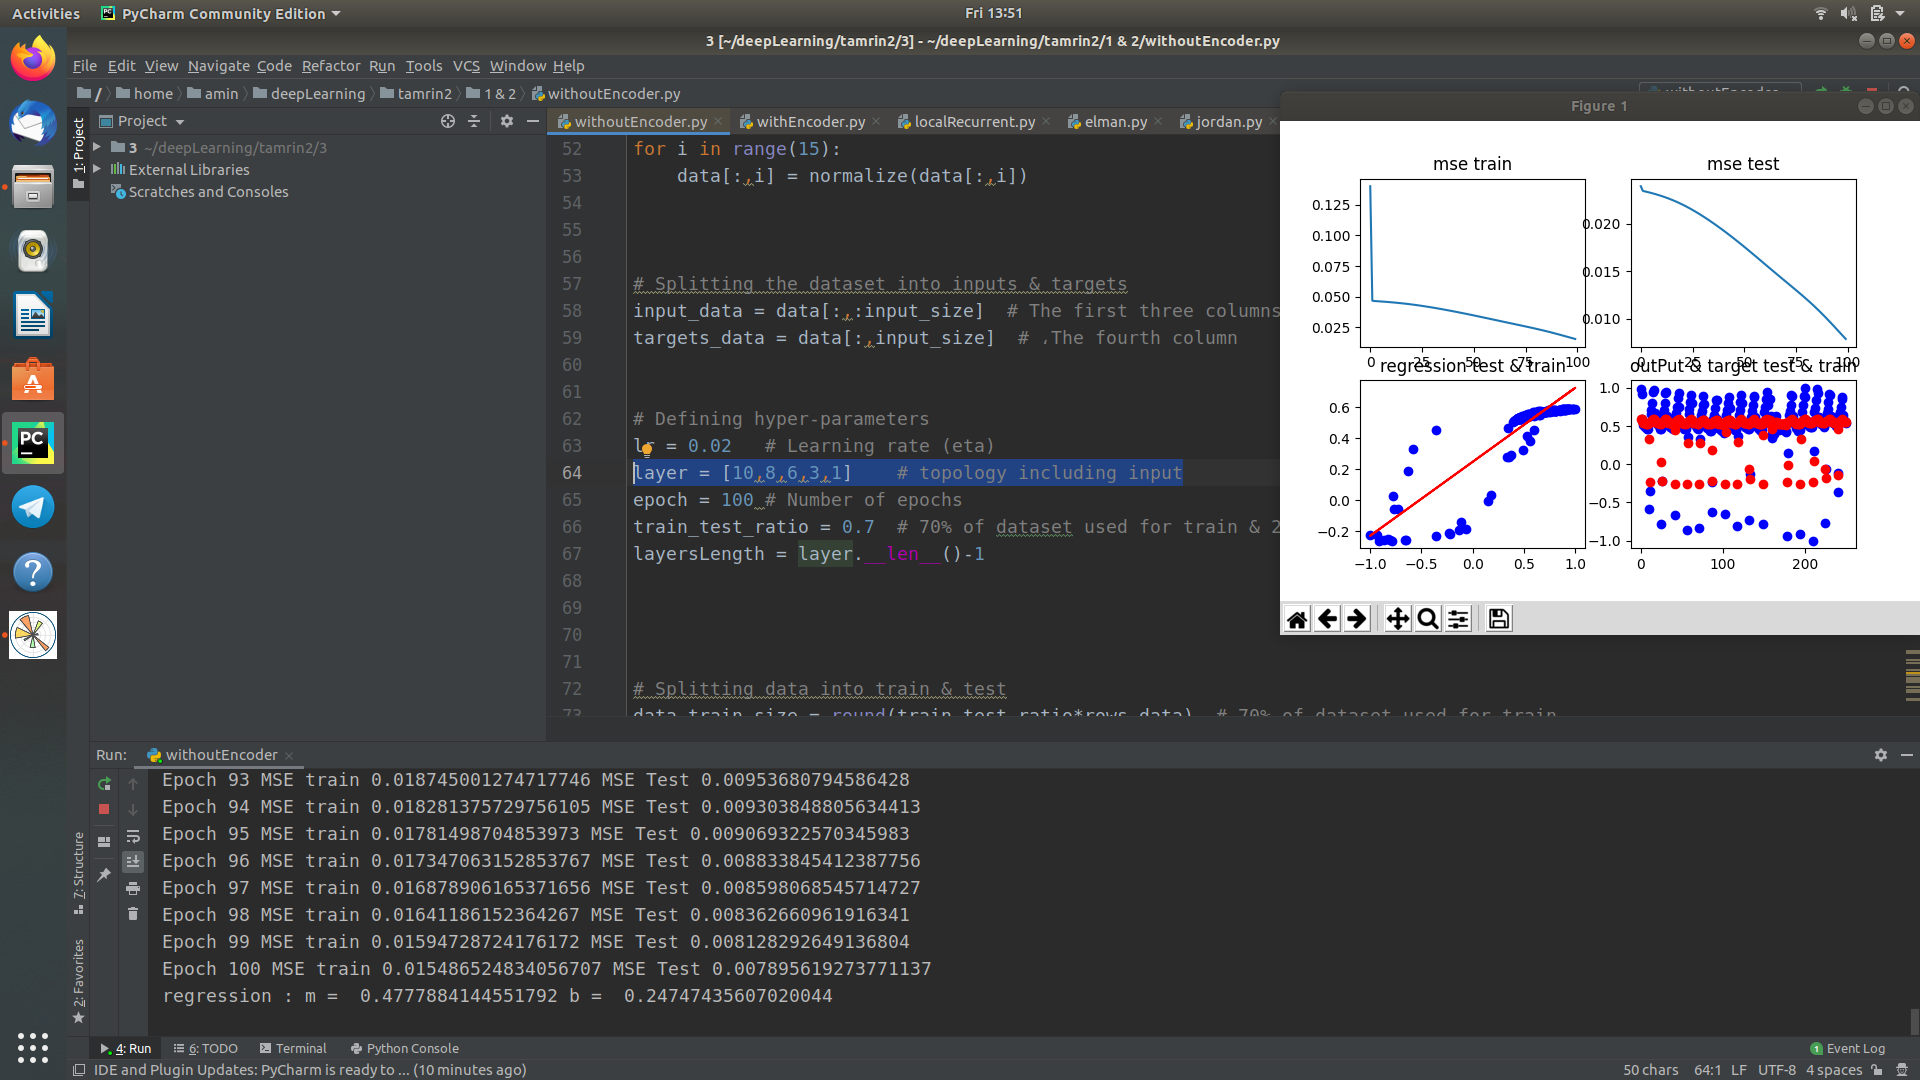 Activities
PyCharm Community Edition
Fri 13:51
3 [~/deepLearning/tamrin2/3] - ~/deepLearning/tamrin2/1 & 2/withoutEncoder.py
File Edit View Navigate Code Refactor Run Tools VCS Window Help
/ home amin deepLearning tamrin2 1 & 2 withoutEncoder.py
Project
withoutEncoder.py withEncoder.py localRecurrent.py elman.py jordan.py
1: Project
3 ~/deepLearning/tamrin2/3
External Libraries
Scratches and Consoles
52 for i in range(15):
53 data[:,i] = normalize(data[:,i])
54
55
56
57 # Splitting the dataset into inputs & targets
58 input_data = data[:,:input_size] # The first three columns
59 targets_data = data[:,input_size] # ،The fourth column
60
61
62 # Defining hyper-parameters
63 lr = 0.02 # Learning rate (eta)
64 layer = [10,8,6,3,1] # topology including input
65 epoch = 100 # Number of epochs
66 train_test_ratio = 0.7 # 70% of dataset used for train & 2
67 layersLength = layer.__len__()-1
68
69
70
71
72 # Splitting data into train & test
Figure 1
mse train
0.125
0.100
0.075
0.050
0.025
0 25 50 75 100
mse test
0.020
0.015
0.010
0 25 50 75 100
regression test & train
0.6
0.4
0.2
0.0
−0.2
−1.0 −0.5 0.0 0.5 1.0
outPut & target test & train
1.0
0.5
0.0
−0.5
−1.0
0 100 200
Run: withoutEncoder
Epoch 93 MSE train 0.018745001274717746 MSE Test 0.00953680794586428
Epoch 94 MSE train 0.018281375729756105 MSE Test 0.009303848805634413
Epoch 95 MSE train 0.01781498704853973 MSE Test 0.009069322570345983
Epoch 96 MSE train 0.017347063152853767 MSE Test 0.008833845412387756
Epoch 97 MSE train 0.016878906165371656 MSE Test 0.008598068545714727
Epoch 98 MSE train 0.01641186152364267 MSE Test 0.008362660961916341
Epoch 99 MSE train 0.01594728724176172 MSE Test 0.008128292649136804
Epoch 100 MSE train 0.015486524834056707 MSE Test 0.007895619273771137
regression : m = 0.4777884144551792 b = 0.24747435607020044
7: Structure
2: Favorites
4: Run 6: TODO Terminal Python Console
1 Event Log
IDE and Plugin Updates: PyCharm is ready to ... (10 minutes ago)
50 chars 64:1 LF UTF-8 4 spaces